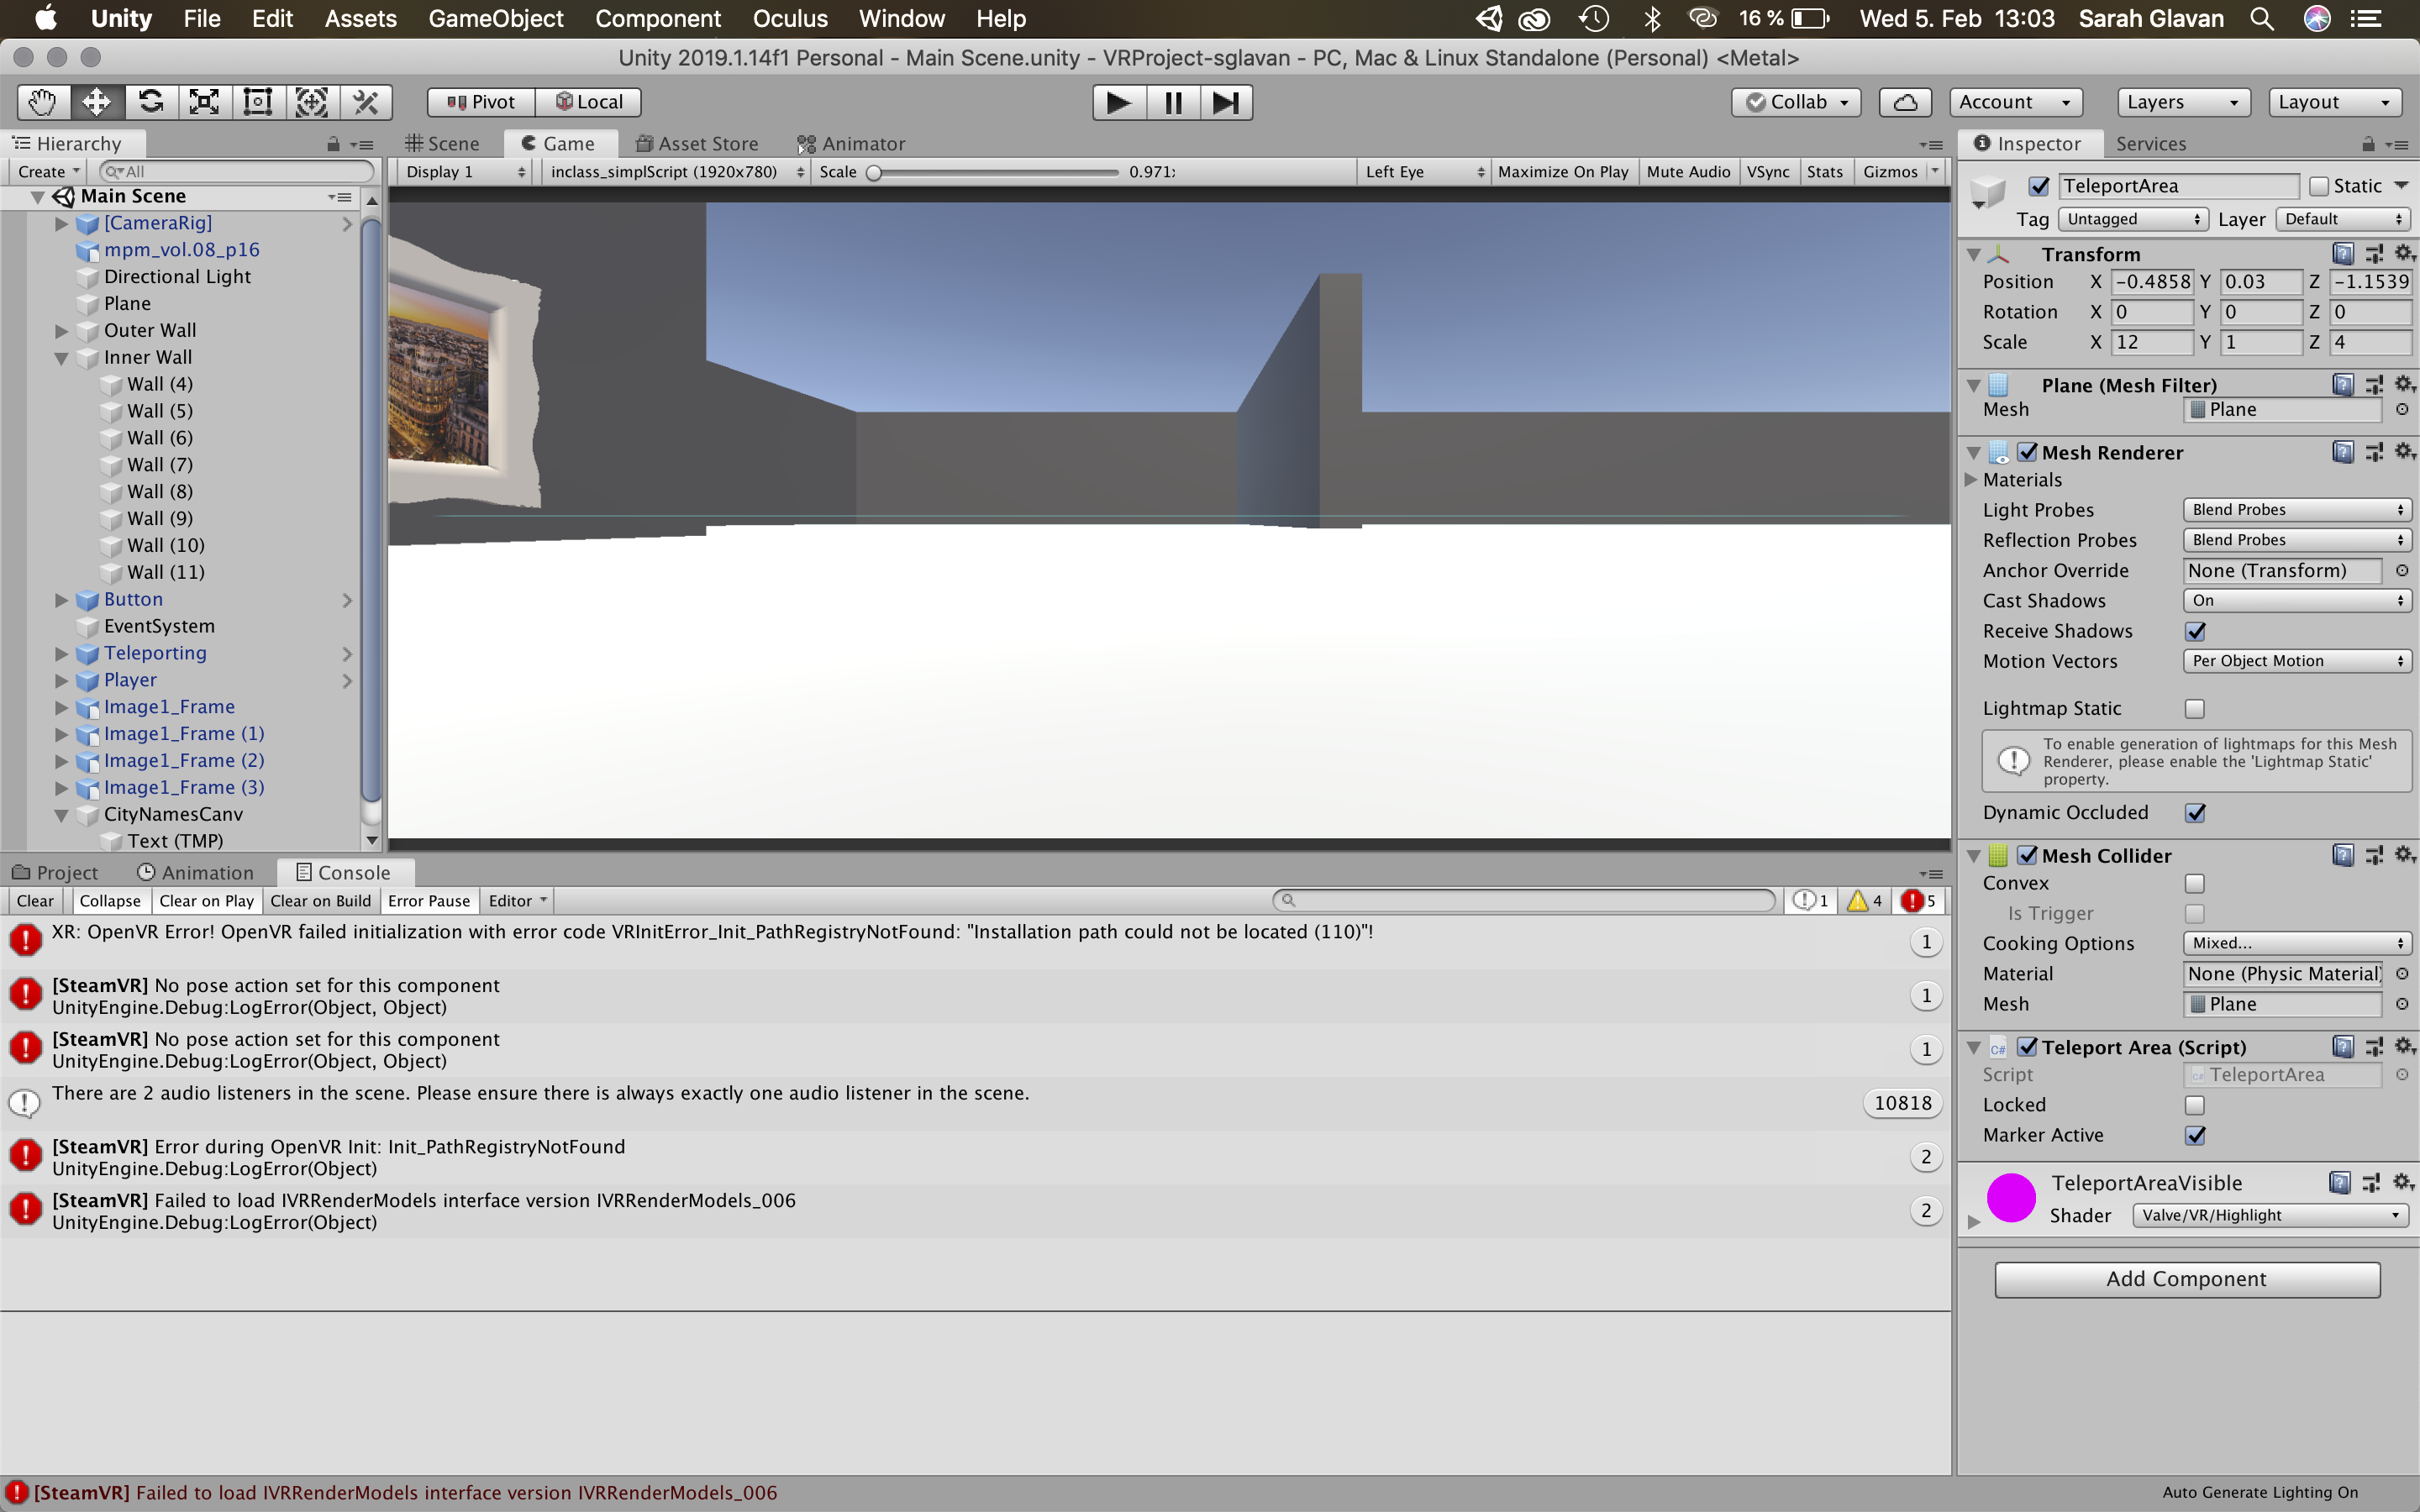 Unity File Edit Assets GameObject Component Oculus Window Help 16 % Wed 5. Feb 13:03 Sarah Glavan
Unity 2019.1.14f1 Personal - Main Scene.unity - VRProject-sglavan - PC, Mac & Linux Standalone (Personal) <Metal>
Pivot Local Collab Account Layers Layout
Hierarchy
Create All
Main Scene
[CameraRig]
mpm_vol.08_p16
Directional Light
Plane
Outer Wall
Inner Wall
Wall (4)
Wall (5)
Wall (6)
Wall (7)
Wall (8)
Wall (9)
Wall (10)
Wall (11)
Button
EventSystem
Teleporting
Player
Image1_Frame
Image1_Frame (1)
Image1_Frame (2)
Image1_Frame (3)
CityNamesCanv
Text (TMP)
Scene Game Asset Store Animator
Display 1 inclass_simplScript (1920x780) Scale 0.971: Left Eye Maximize On Play Mute Audio VSync Stats Gizmos
Inspector Services
TeleportArea Static
Tag Untagged Layer Default
Transform
Position X -0.4858 Y 0.03 Z -1.1539
Rotation X 0 Y 0 Z 0
Scale X 12 Y 1 Z 4
Plane (Mesh Filter)
Mesh Plane
Mesh Renderer
Materials
Light Probes Blend Probes
Reflection Probes Blend Probes
Anchor Override None (Transform)
Cast Shadows On
Receive Shadows
Motion Vectors Per Object Motion
Lightmap Static
To enable generation of lightmaps for this Mesh
Renderer, please enable the 'Lightmap Static'
property.
Dynamic Occluded
Mesh Collider
Convex
Is Trigger
Cooking Options Mixed...
Material None (Physic Material)
Mesh Plane
C# Teleport Area (Script)
Script TeleportArea
Locked
Marker Active
TeleportAreaVisible
Shader Valve/VR/Highlight
Add Component
Project Animation Console
Clear Collapse Clear on Play Clear on Build Error Pause Editor 1 4 5
XR: OpenVR Error! OpenVR failed initialization with error code VRInitError_Init_PathRegistryNotFound: "Installation path could not be located (110)"! 1
[SteamVR] No pose action set for this component
UnityEngine.Debug:LogError(Object, Object) 1
[SteamVR] No pose action set for this component
UnityEngine.Debug:LogError(Object, Object) 1
There are 2 audio listeners in the scene. Please ensure there is always exactly one audio listener in the scene. 10818
[SteamVR] Error during OpenVR Init: Init_PathRegistryNotFound
UnityEngine.Debug:LogError(Object) 2
[SteamVR] Failed to load IVRRenderModels interface version IVRRenderModels_006
UnityEngine.Debug:LogError(Object) 2
[SteamVR] Failed to load IVRRenderModels interface version IVRRenderModels_006
Auto Generate Lighting On